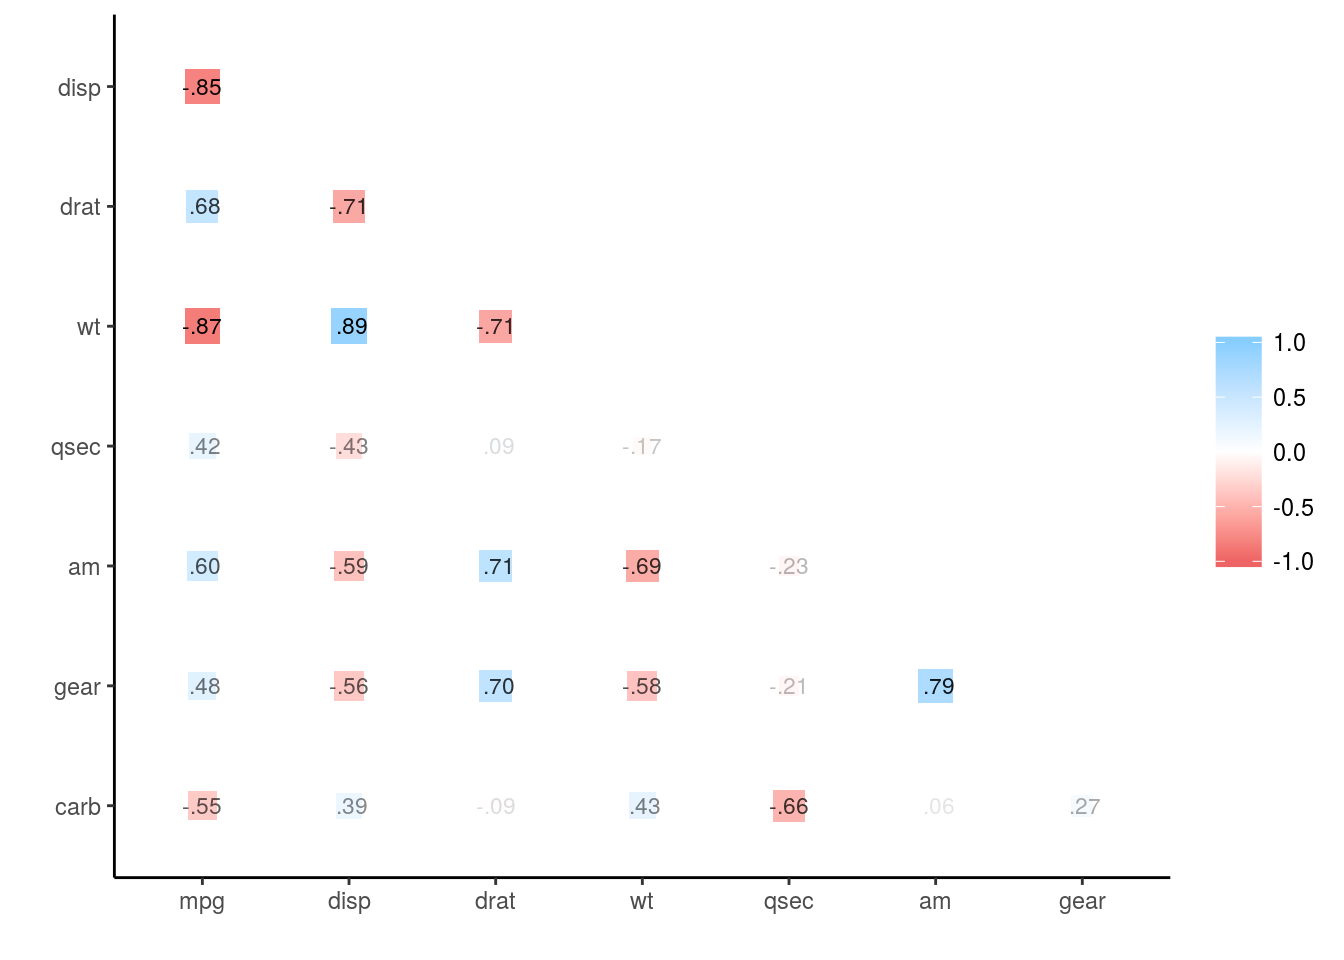 disp -.85
drat .68 -.71
wt -.87 .89 -.71
1.0
0.5
qsec .42 -.43 .09 -.17
0.0
-0.5
am .60 -.59 .71 -.69 -.23
-1.0
gear .48 -.56 .70 -.58 -.21 .79
carb -.55 .39 -.09 .43 -.66 .06 .27
mpg disp drat wt qsec am gear